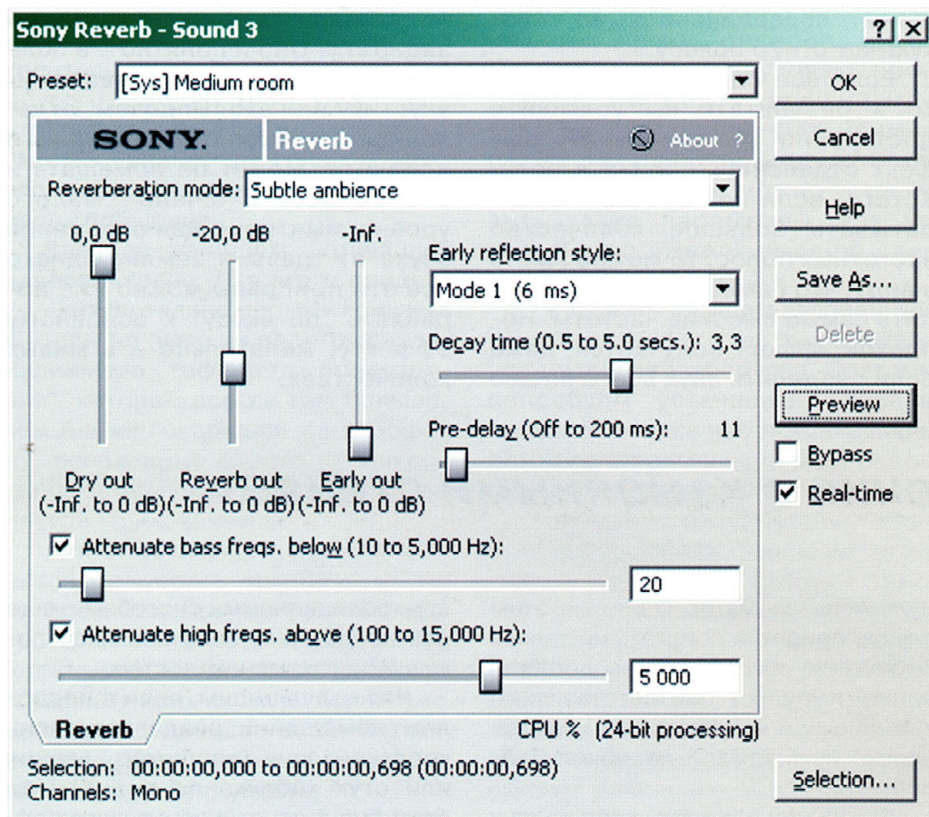 Sony Reverb - Sound 3
? ×
Preset: [Sys] Medium room
OK
SONY. Reverb About ?
Cancel
Reverberation mode: Subtle ambience
Help
0,0 dB -20,0 dB -Inf.
Early reflection style:
Mode 1 (6 ms)
Save As...
Delete
Decay time (0.5 to 5.0 secs.): 3,3
Preview
Pre-delay (Off to 200 ms): 11
Bypass
Real-time
Dry out Reverb out Early out
(-Inf. to 0 dB)(-Inf. to 0 dB)(-Inf. to 0 dB)
Attenuate bass freqs. below (10 to 5,000 Hz):
20
Attenuate high freqs. above (100 to 15,000 Hz):
5 000
Reverb
CPU % (24-bit processing)
Selection: 00:00:00,000 to 00:00:00,698 (00:00:00,698)
Channels: Mono
Selection...